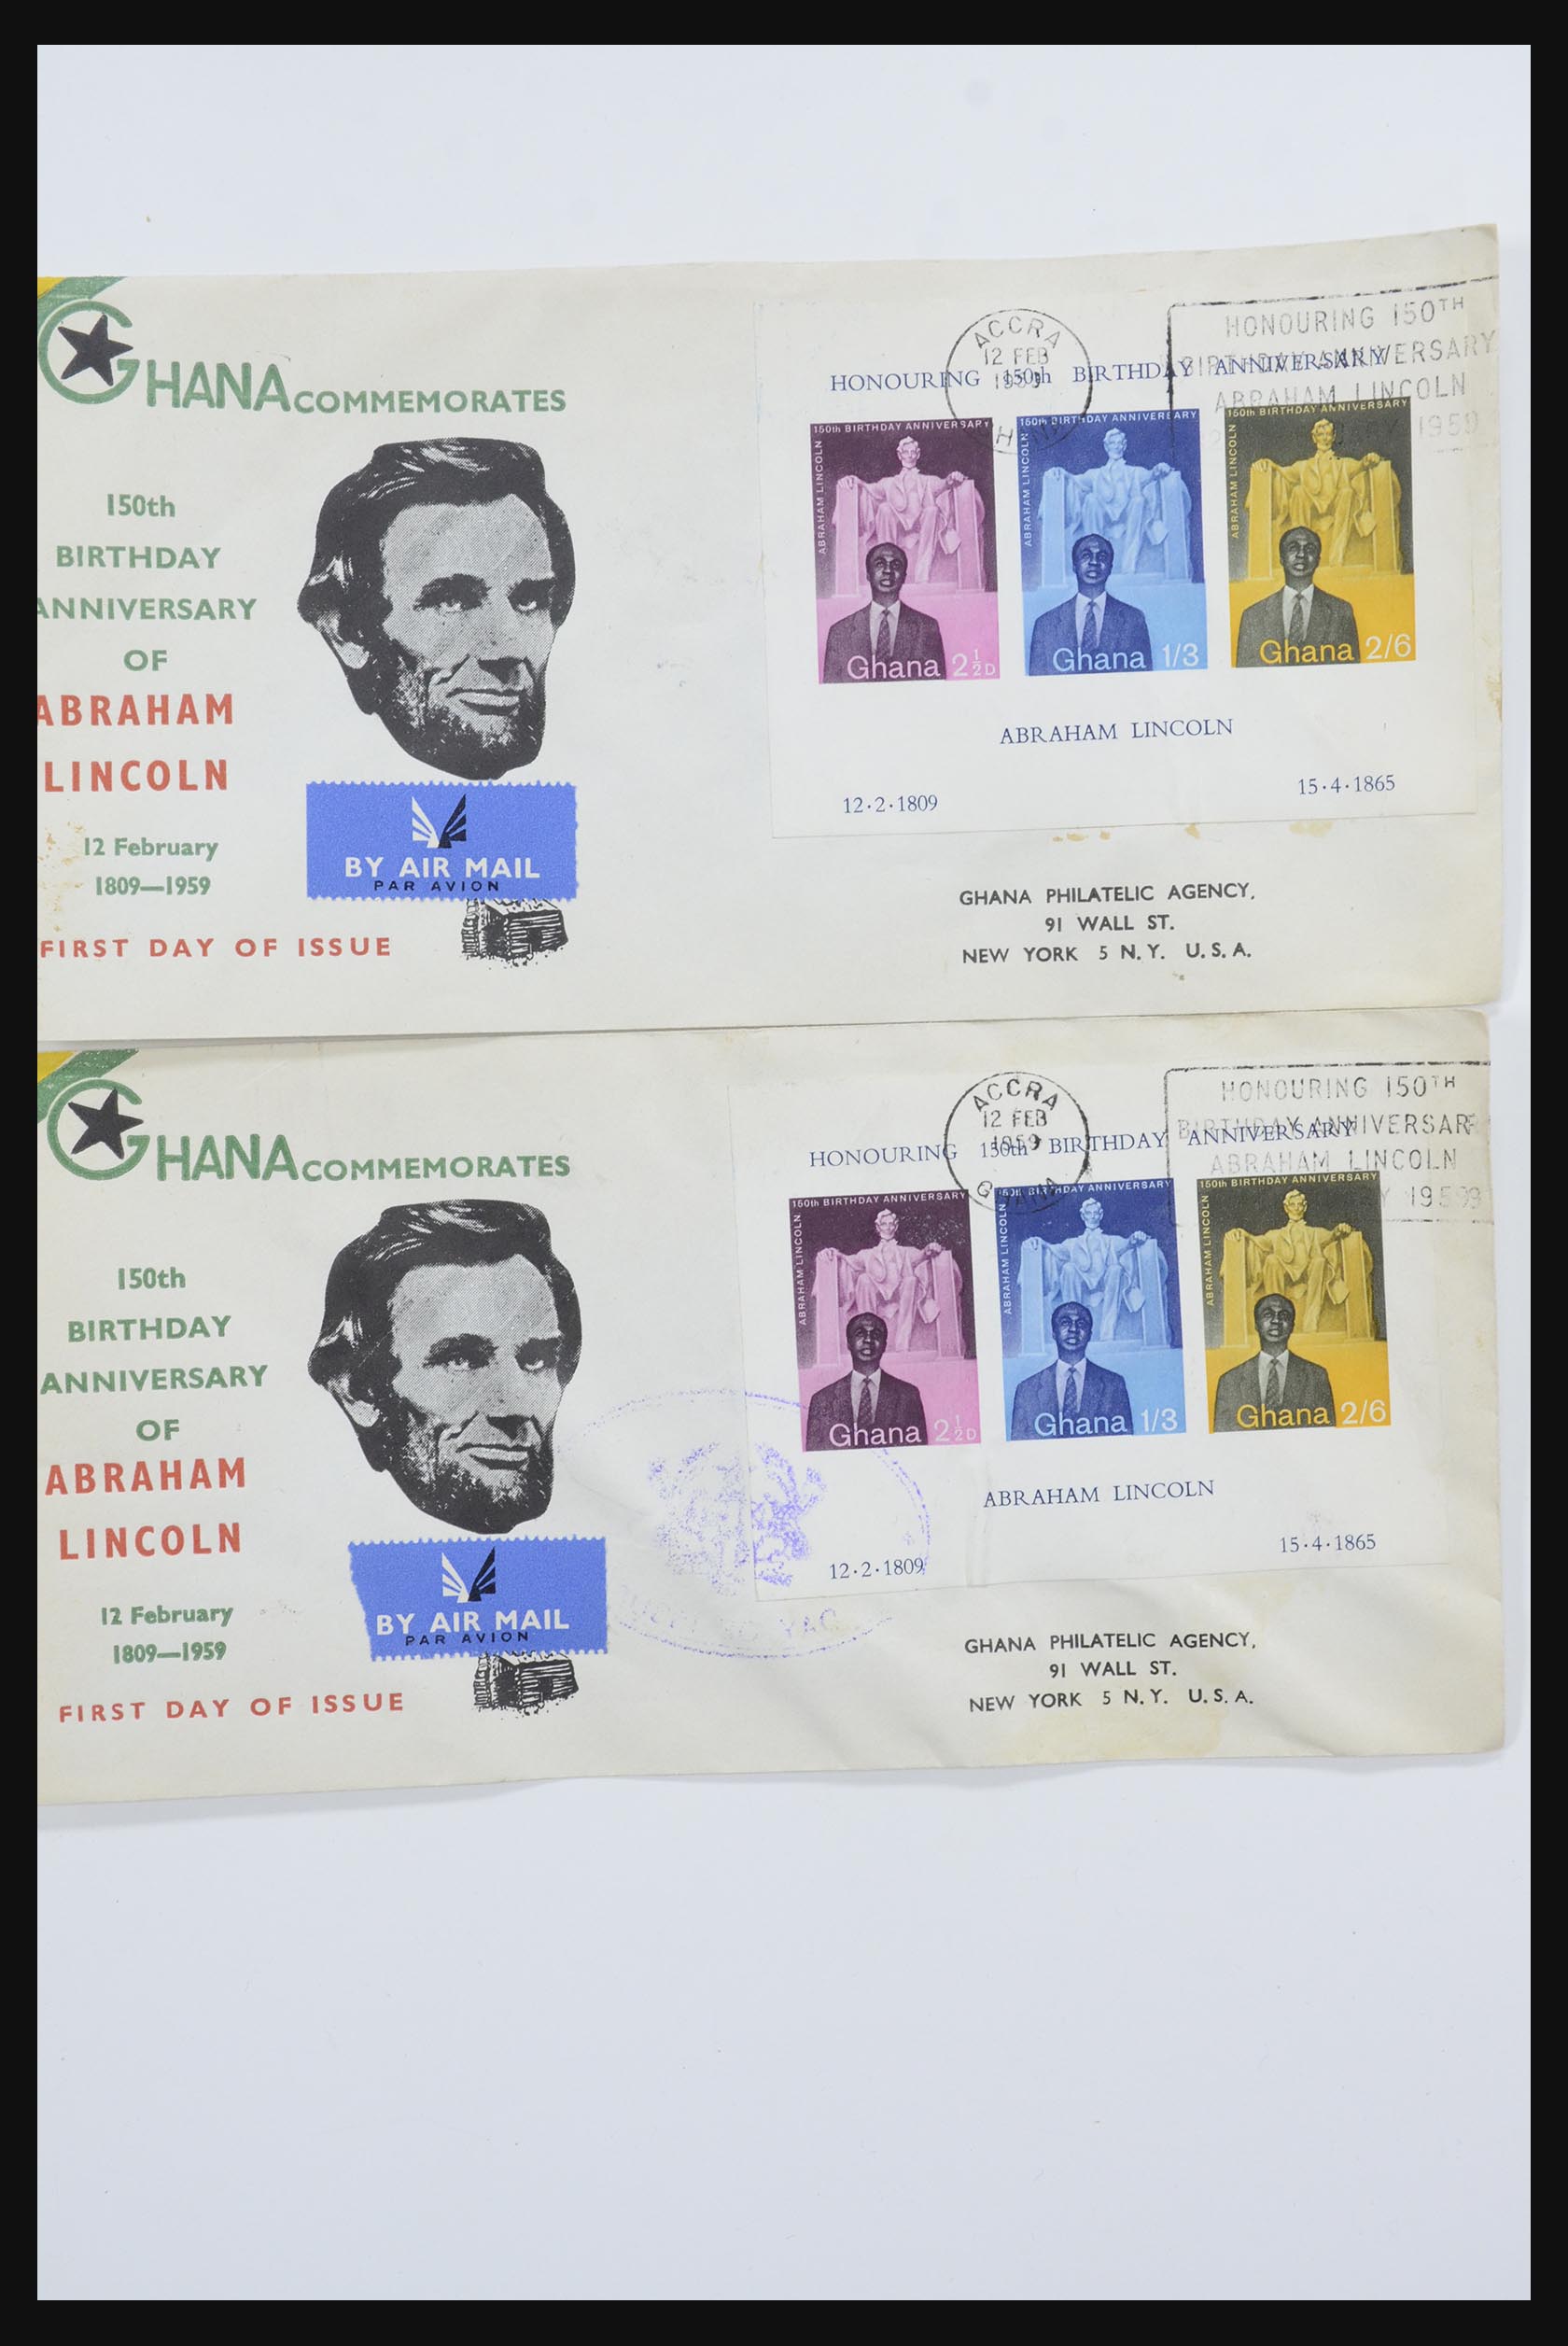 GHANA COMMEMORATES
150th
BIRTHDAY
ANNIVERSARY
OF
ABRAHAM
LINCOLN
12 February
1809—1959
FIRST DAY OF ISSUE
BY AIR MAIL
PAR AVION
ACCRA
12 FEB
1959
HONOURING 150TH
BIRTHDAY ANNIVERSARY
ABRAHAM LINCOLN
1959
HONOURING 150th BIRTHDAY ANNIVERSARY
150th BIRTHDAY ANNIVERSARY
ABRAHAM LINCOLN
Ghana 2½D
150th BIRTHDAY ANNIVERSARY
ABRAHAM LINCOLN
Ghana 1/3
150th BIRTHDAY ANNIVERSARY
ABRAHAM LINCOLN
Ghana 2/6
ABRAHAM LINCOLN
12·2·1809
15·4·1865
GHANA PHILATELIC AGENCY,
91 WALL ST.
NEW YORK 5 N.Y. U.S.A.
GHANA COMMEMORATES
150th
BIRTHDAY
ANNIVERSARY
OF
ABRAHAM
LINCOLN
12 February
1809—1959
FIRST DAY OF ISSUE
BY AIR MAIL
PAR AVION
ACCRA
12 FEB
1959
GHANA
HONOURING 150TH
BIRTHDAY ANNIVERSAR
ABRAHAM LINCOLN
1959
HONOURING 150th BIRTHDAY ANNIVERSARY
150th BIRTHDAY ANNIVERSARY
ABRAHAM LINCOLN
Ghana 2½D
150th BIRTHDAY ANNIVERSARY
ABRAHAM LINCOLN
Ghana 1/3
150th BIRTHDAY ANNIVERSARY
ABRAHAM LINCOLN
Ghana 2/6
ABRAHAM LINCOLN
12·2·1809
15·4·1865
GHANA PHILATELIC AGENCY,
91 WALL ST.
NEW YORK 5 N.Y. U.S.A.